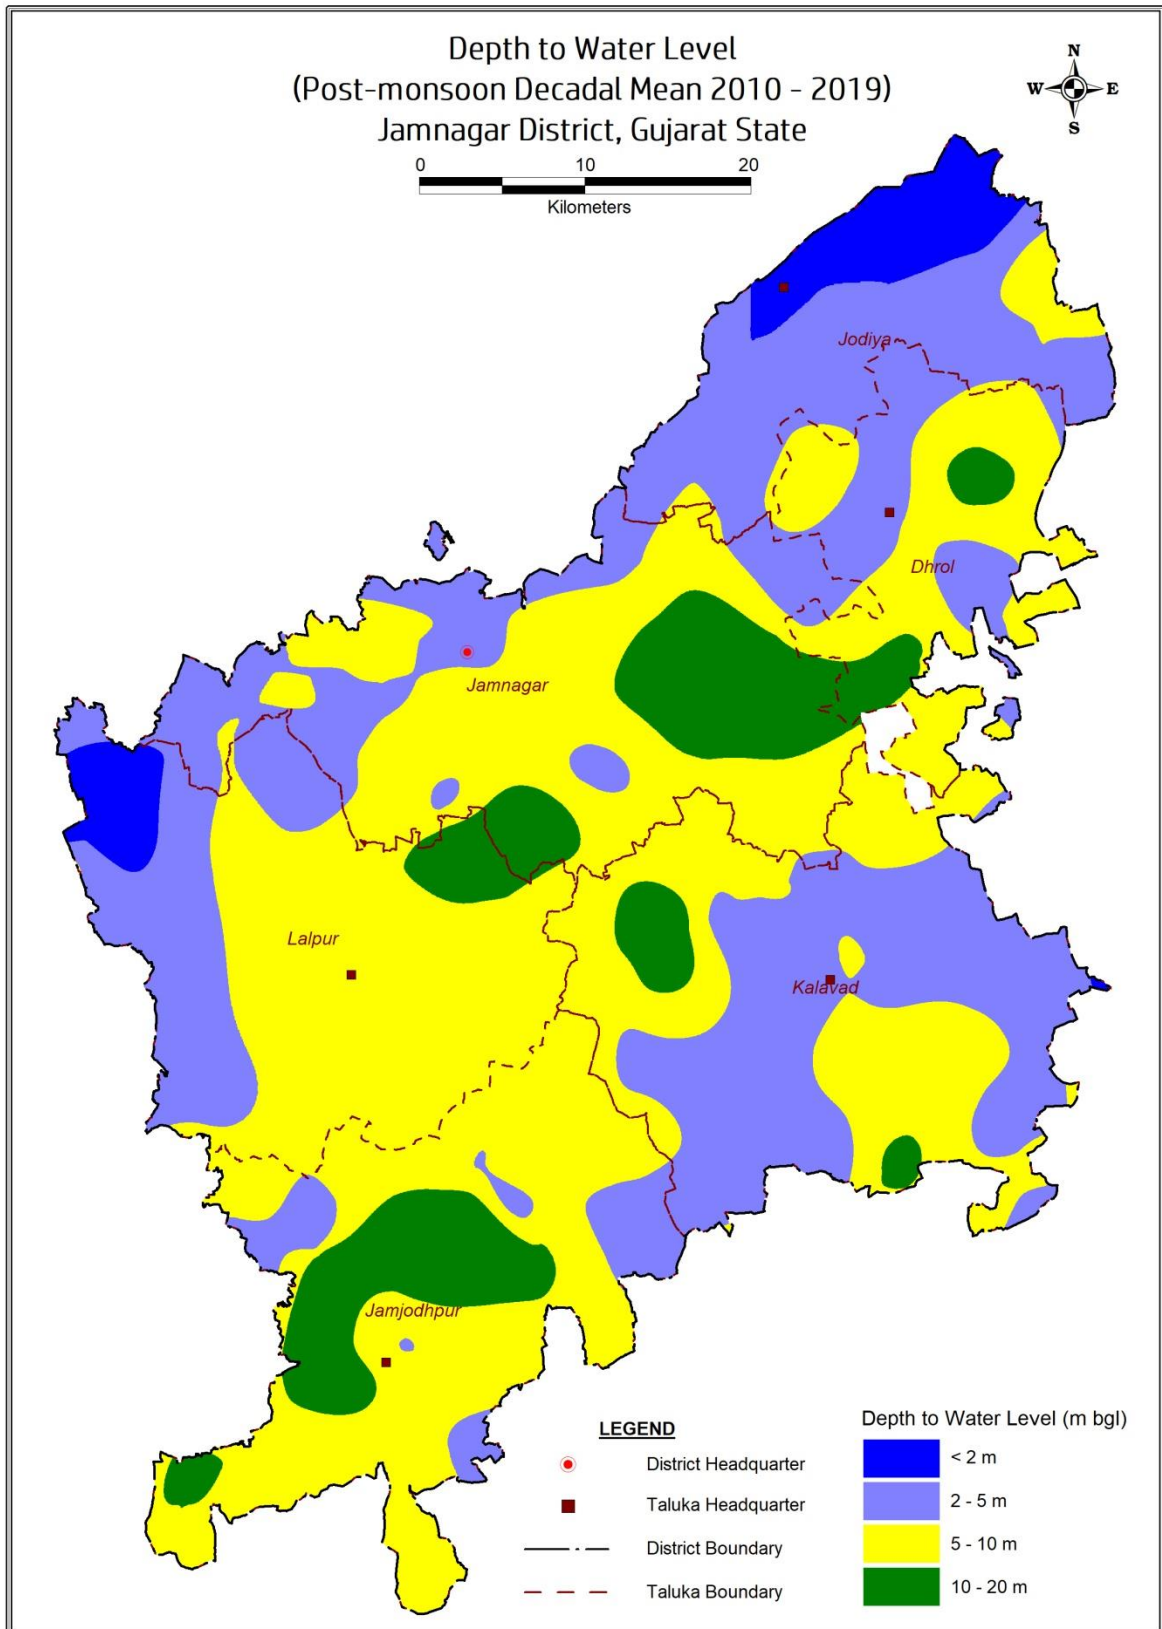 Depth to Water Level
(Post-monsoon Decadal Mean 2010 - 2019)
Jamnagar District, Gujarat State
N
W E
S
0 10 20
Kilometers
Jodiya
Dhrol
Jamnagar
Lalpur
Kalavad
Jamjodhpur
LEGEND
District Headquarter
Taluka Headquarter
District Boundary
Taluka Boundary
Depth to Water Level (m bgl)
< 2 m
2 - 5 m
5 - 10 m
10 - 20 m